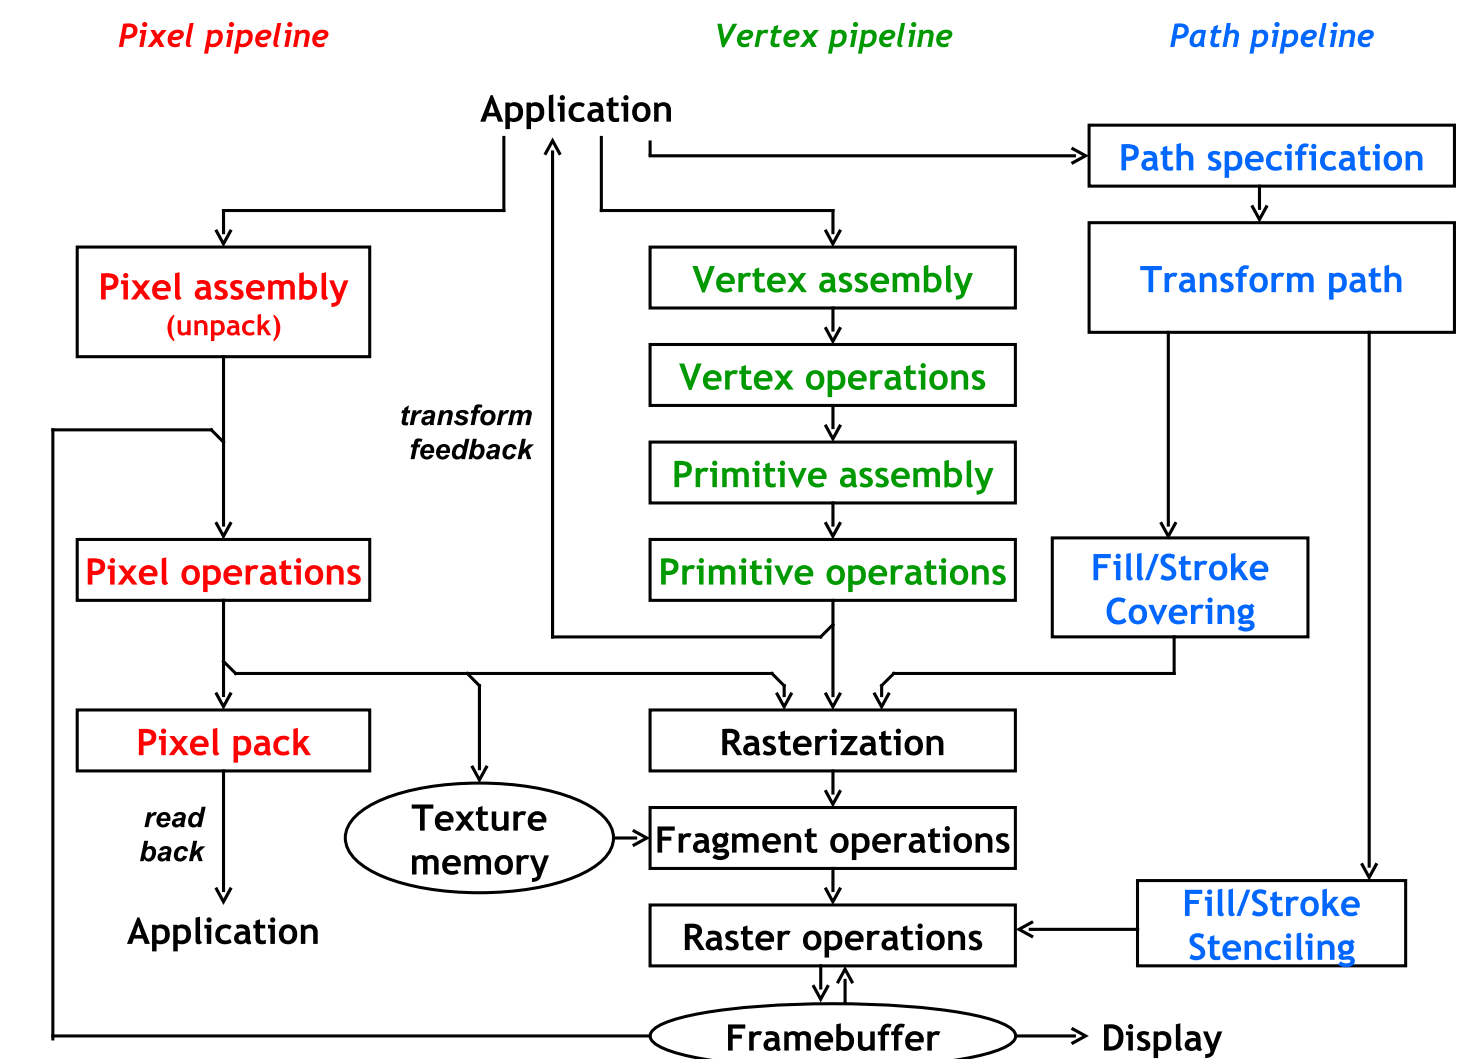 Pixel pipeline
Vertex pipeline
Path pipeline
Application
Path specification
Transform path
Pixel assembly
(unpack)
Vertex assembly
Vertex operations
transform
feedback
Primitive assembly
Pixel operations
Primitive operations
Fill/Stroke
Covering
Pixel pack
Rasterization
read
back
Texture
memory
Fragment operations
Application
Raster operations
Fill/Stroke
Stenciling
Framebuffer
Display